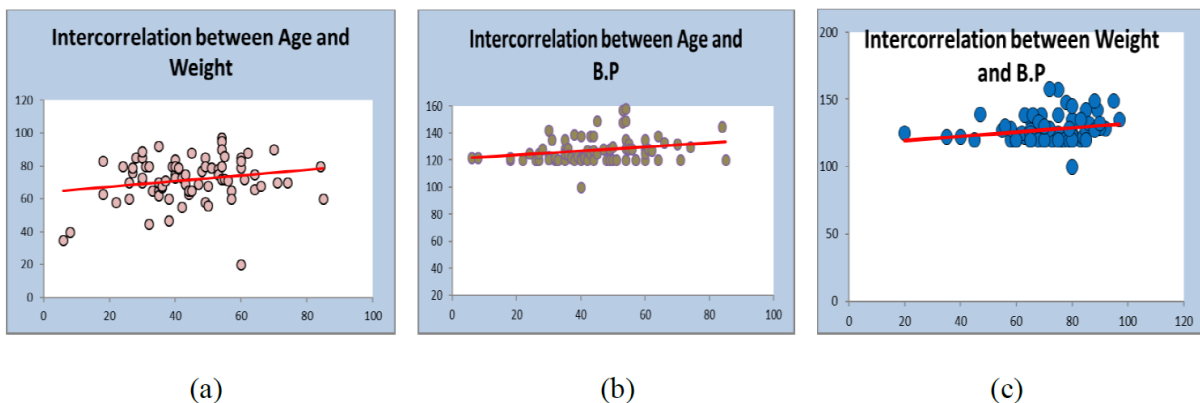 Intercorrelation between Age and
Weight
120
100
80
60
40
20
0
0 20 40 60 80 100
(a)
Intercorrelation between Age and
B.P
160
140
120
100
80
60
40
20
0 20 40 60 80 100
(b)
Intercorrelation between Weight
and B.P
200
150
100
50
0
0 20 40 60 80 100 120
(c)